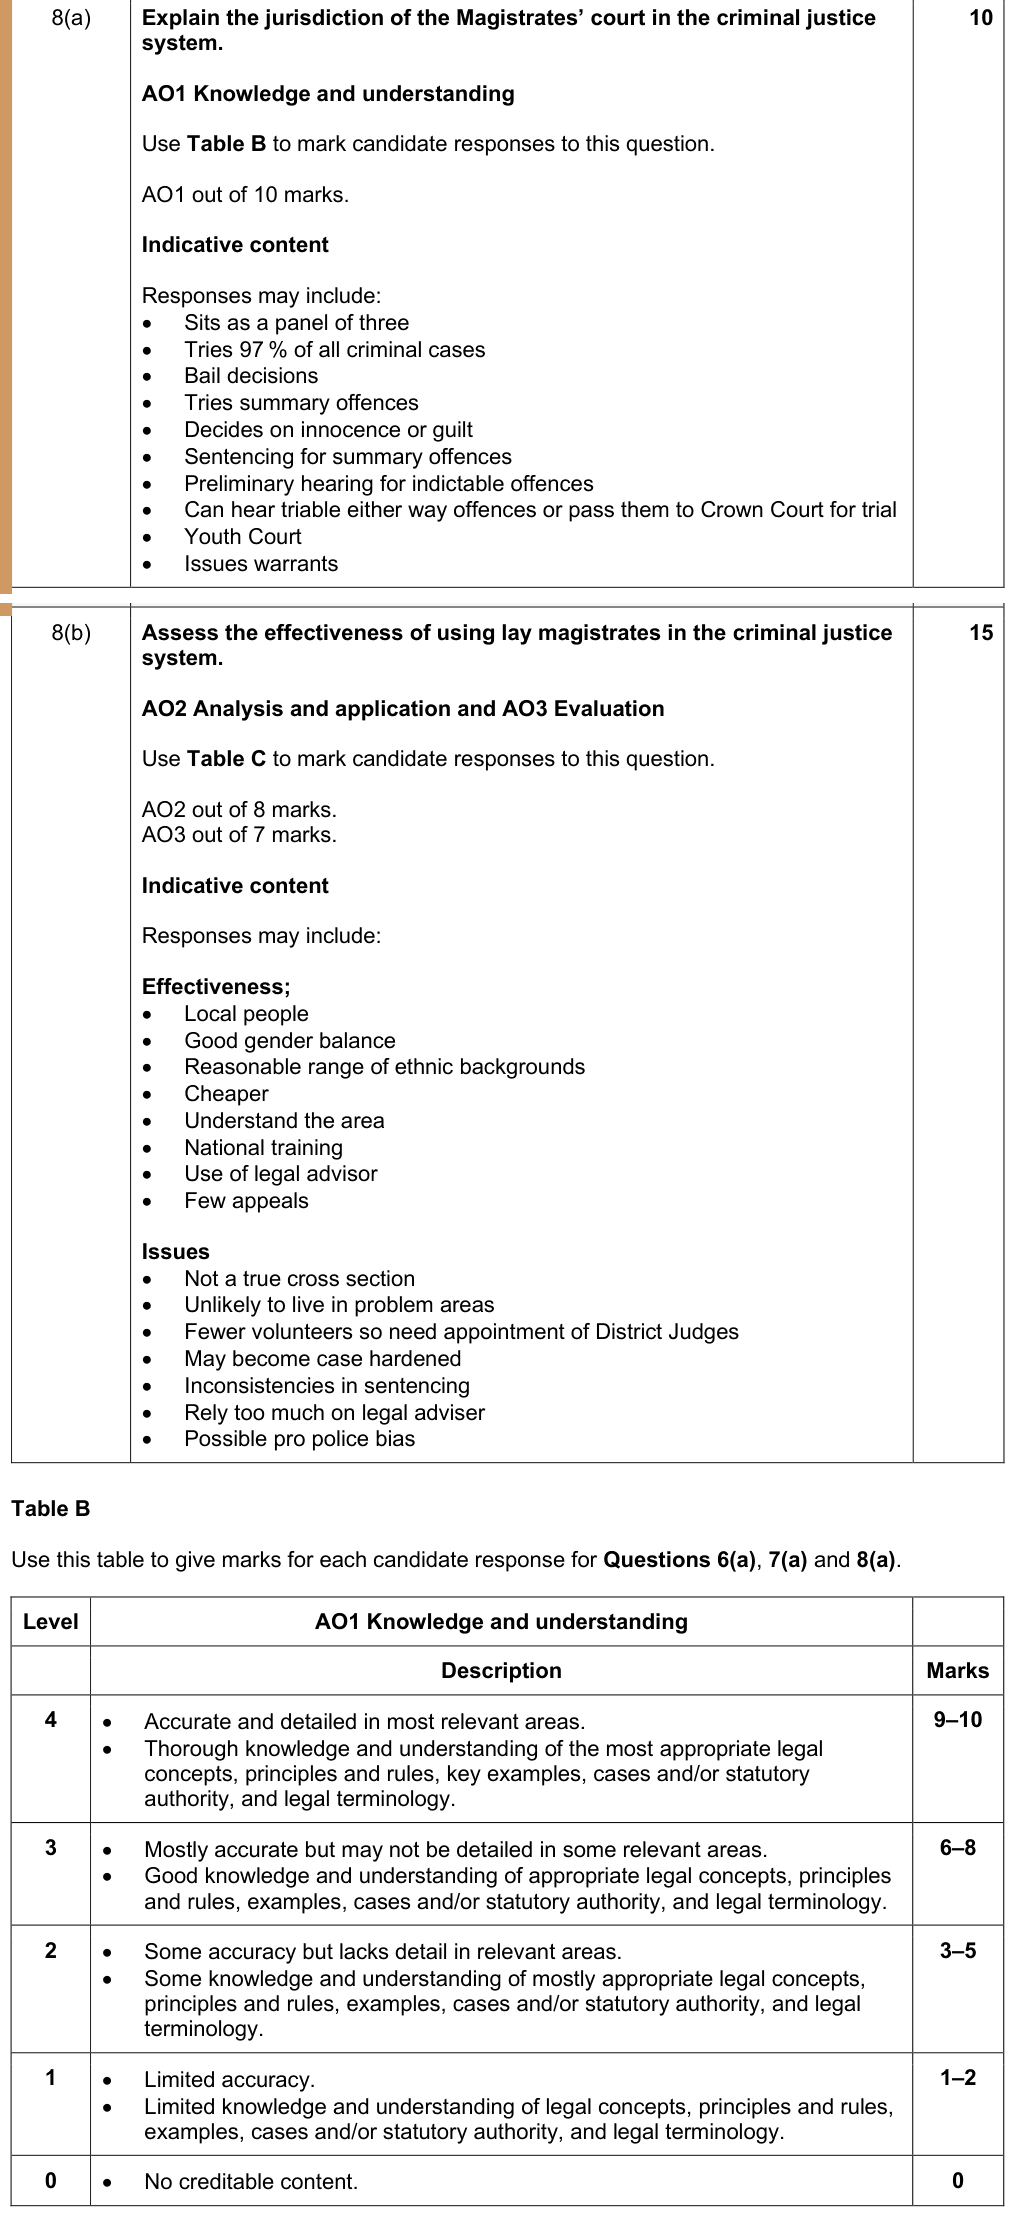 8(a) Explain the jurisdiction of the Magistrates’ court in the criminal justice 10
system.
AO1 Knowledge and understanding
Use Table B to mark candidate responses to this question.
AO1 out of 10 marks.
Indicative content
Responses may include:
• Sits as a panel of three
• Tries 97 % of all criminal cases
• Bail decisions
• Tries summary offences
• Decides on innocence or guilt
• Sentencing for summary offences
• Preliminary hearing for indictable offences
• Can hear triable either way offences or pass them to Crown Court for trial
• Youth Court
• Issues warrants
8(b) Assess the effectiveness of using lay magistrates in the criminal justice 15
system.
AO2 Analysis and application and AO3 Evaluation
Use Table C to mark candidate responses to this question.
AO2 out of 8 marks.
AO3 out of 7 marks.
Indicative content
Responses may include:
Effectiveness;
• Local people
• Good gender balance
• Reasonable range of ethnic backgrounds
• Cheaper
• Understand the area
• National training
• Use of legal advisor
• Few appeals
Issues
• Not a true cross section
• Unlikely to live in problem areas
• Fewer volunteers so need appointment of District Judges
• May become case hardened
• Inconsistencies in sentencing
• Rely too much on legal adviser
• Possible pro police bias
Table B
Use this table to give marks for each candidate response for Questions 6(a), 7(a) and 8(a).
Level AO1 Knowledge and understanding
Description Marks
4 • Accurate and detailed in most relevant areas. 9–10
• Thorough knowledge and understanding of the most appropriate legal
concepts, principles and rules, key examples, cases and/or statutory
authority, and legal terminology.
3 • Mostly accurate but may not be detailed in some relevant areas. 6–8
• Good knowledge and understanding of appropriate legal concepts, principles
and rules, examples, cases and/or statutory authority, and legal terminology.
2 • Some accuracy but lacks detail in relevant areas. 3–5
• Some knowledge and understanding of mostly appropriate legal concepts,
principles and rules, examples, cases and/or statutory authority, and legal
terminology.
1 • Limited accuracy. 1–2
• Limited knowledge and understanding of legal concepts, principles and rules,
examples, cases and/or statutory authority, and legal terminology.
0 • No creditable content. 0